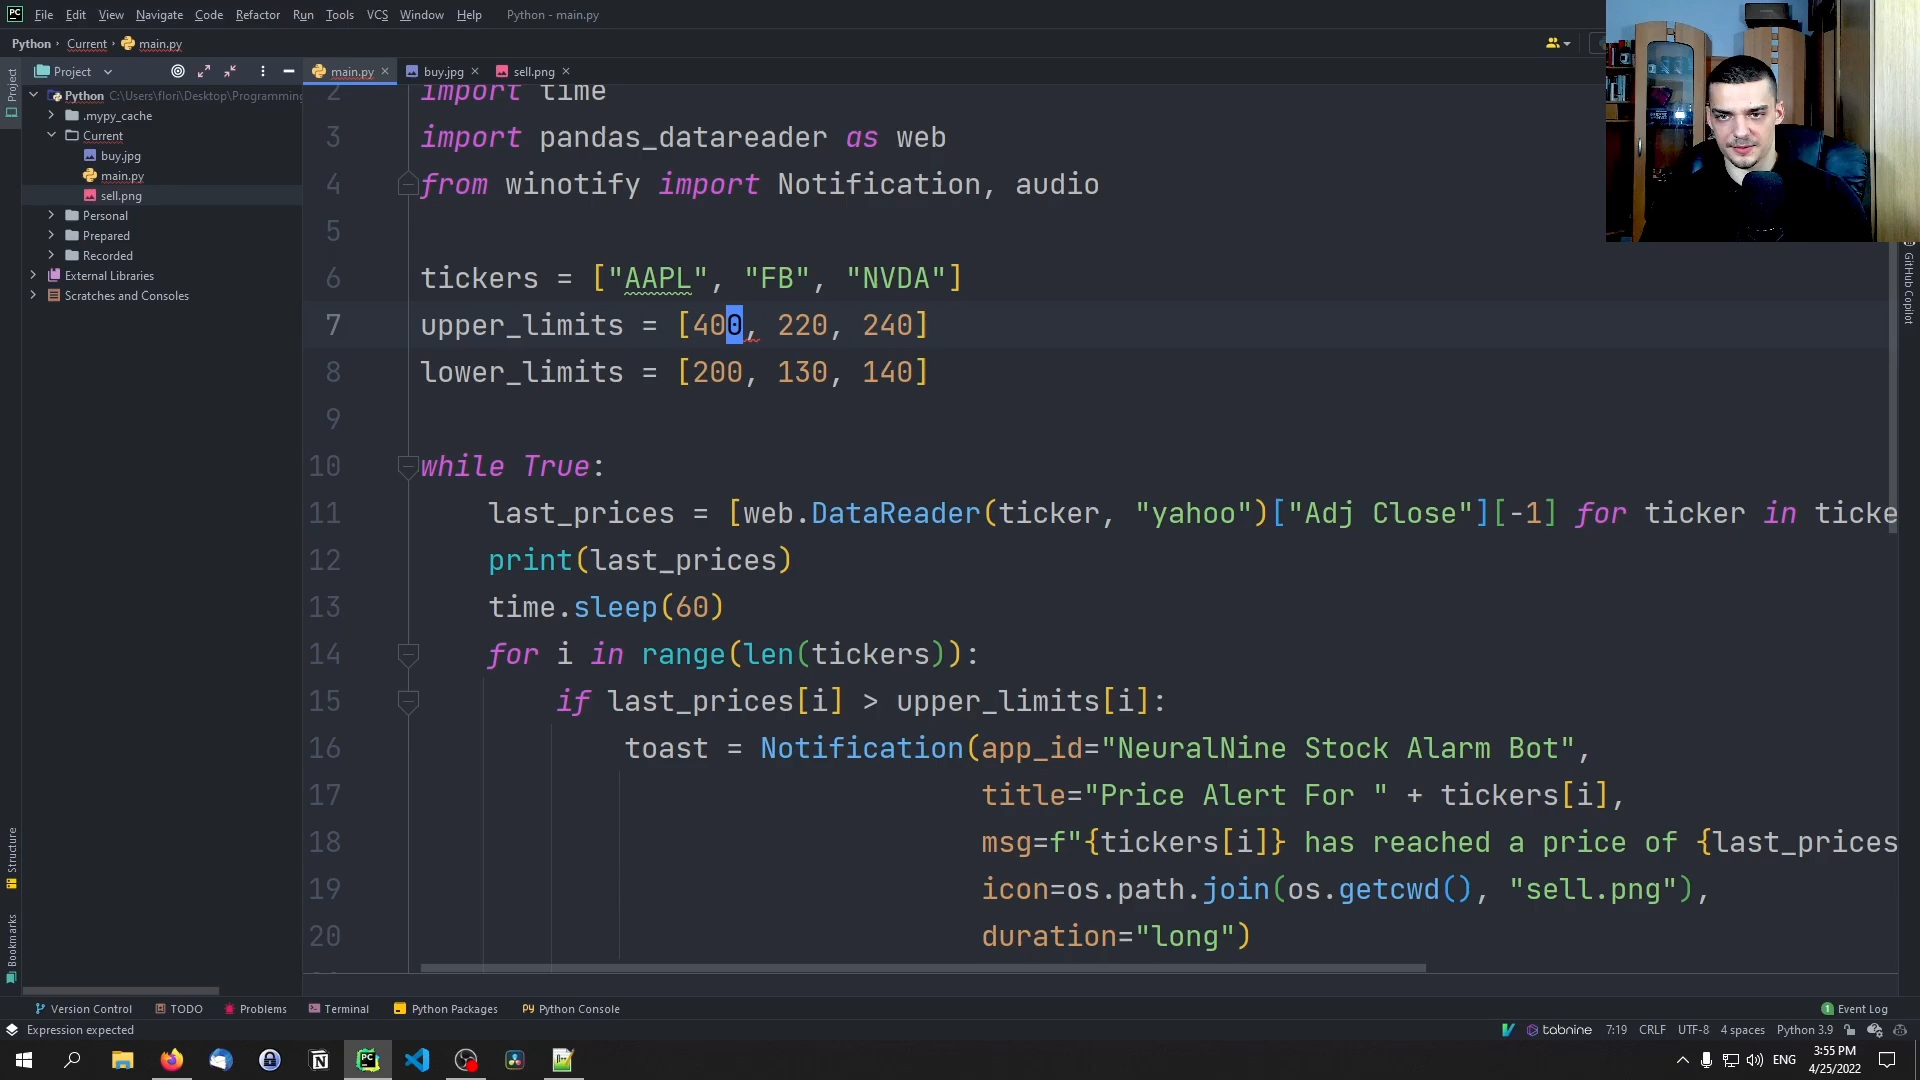 PC File Edit View Navigate Code Refactor Run Tools VCS Window Help Python - main.py
Python Current main.py
Project
main.py buy.jpg sell.png
Project
Python C:\Users\flori\Desktop\Programming
.mypy_cache
Current
buy.jpg
main.py
sell.png
Personal
Prepared
Recorded
External Libraries
Scratches and Consoles
2 import time
3 import pandas_datareader as web
4 from winotify import Notification, audio
5
6 tickers = ["AAPL", "FB", "NVDA"]
7 upper_limits = [400, 220, 240]
8 lower_limits = [200, 130, 140]
9
10 while True:
11 last_prices = [web.DataReader(ticker, "yahoo")["Adj Close"][-1] for ticker in ticke
12 print(last_prices)
13 time.sleep(60)
14 for i in range(len(tickers)):
15 if last_prices[i] > upper_limits[i]:
16 toast = Notification(app_id="NeuralNine Stock Alarm Bot",
17 title="Price Alert For " + tickers[i],
18 msg=f"{tickers[i]} has reached a price of {last_prices
19 icon=os.path.join(os.getcwd(), "sell.png"),
20 duration="long")
GitHub Copilot
Structure
Bookmarks
Version Control TODO Problems Terminal Python Packages Python Console 1 Event Log
Expression expected tabnine 7:19 CRLF UTF-8 4 spaces Python 3.9
ENG 3:55 PM
4/25/2022